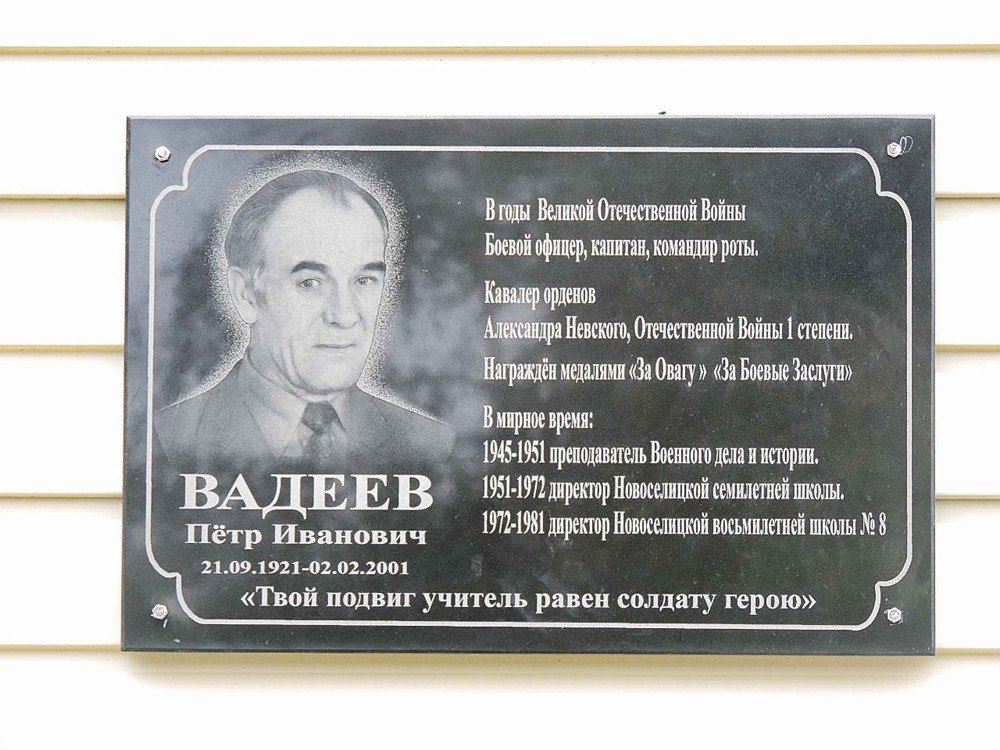 В годы Великой Отечественной Войны
Боевой офицер, капитан, командир роты.
Кавалер орденов
Александра Невского, Отечественной Войны 1 степени.
Награждён медалями «За Овагу» «За Боевые Заслуги»
В мирное время:
1945-1951 преподаватель Военного дела и истории.
1951-1972 директор Новоселицкой семилетней школы.
1972-1981 директор Новоселицкой восьмилетней школы № 8
ВАДЕЕВ
Пётр Иванович
21.09.1921-02.02.2001
«Твой подвиг учитель равен солдату герою»